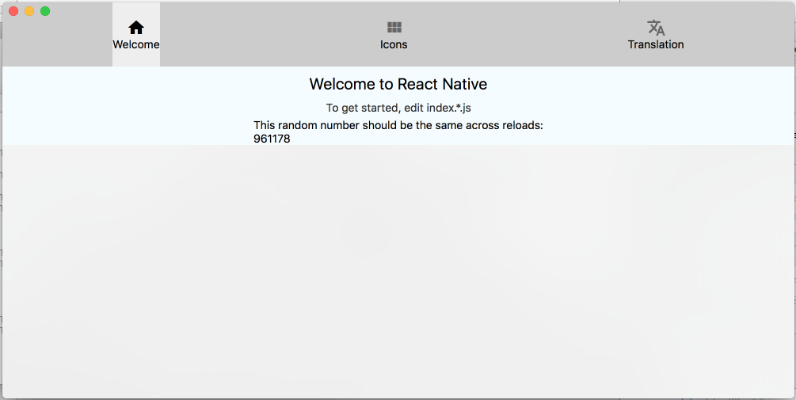 Welcome
Icons
Translation
Welcome to React Native
To get started, edit index.*.js
This random number should be the same across reloads:
961178